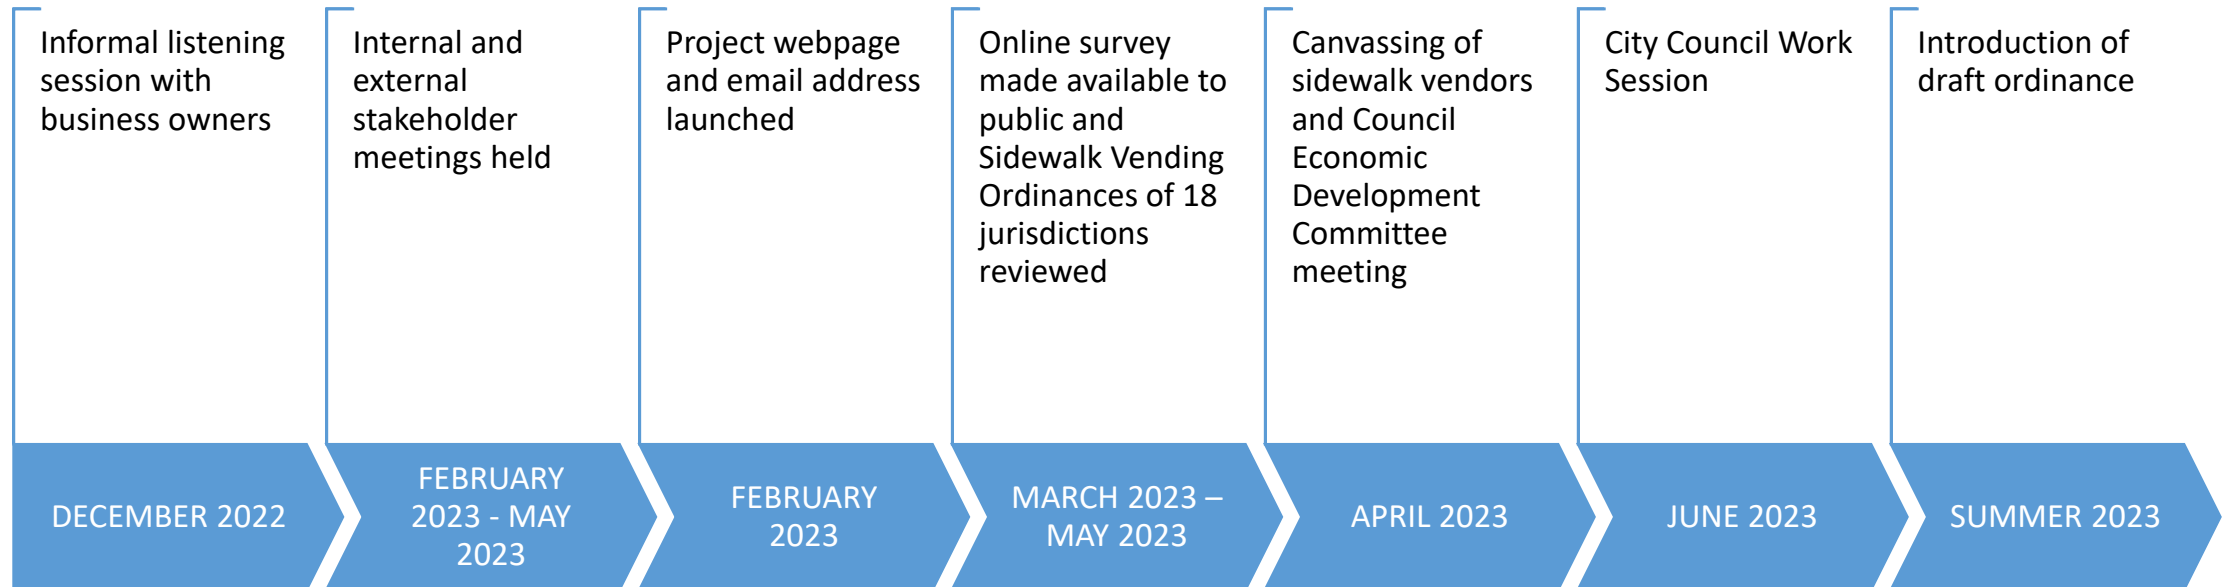 Informal listening
session with
business owners
Internal and
external
stakeholder
meetings held
Project webpage
and email address
launched
Online survey
made available to
public and
Sidewalk Vending
Ordinances of 18
jurisdictions
reviewed
Canvassing of
sidewalk vendors
and Council
Economic
Development
Committee
meeting
City Council Work
Session
Introduction of
draft ordinance
DECEMBER 2022
FEBRUARY
2023 - MAY
2023
FEBRUARY
2023
MARCH 2023 –
MAY 2023
APRIL 2023
JUNE 2023
SUMMER 2023